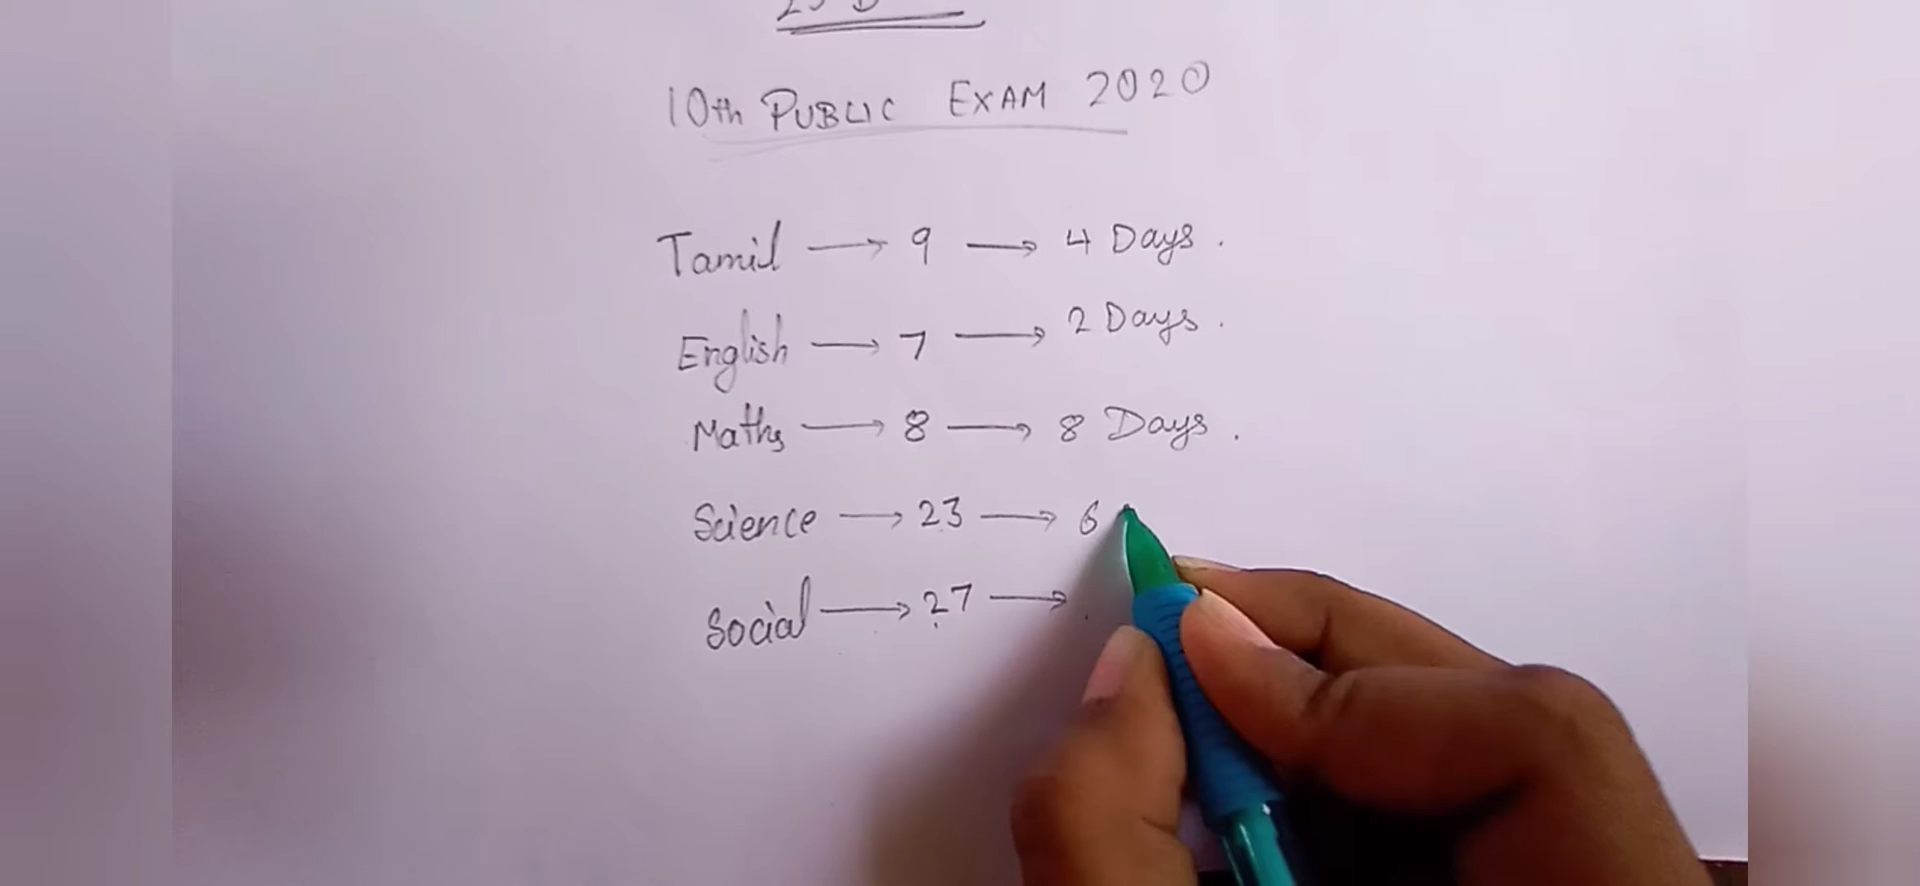 10th PUBLIC EXAM 2020
Tamil → 9 → 4 Days.
English → 7 → 2 Days.
Maths → 8 → 8 Days.
Science → 23 → 6
Social → 27 →